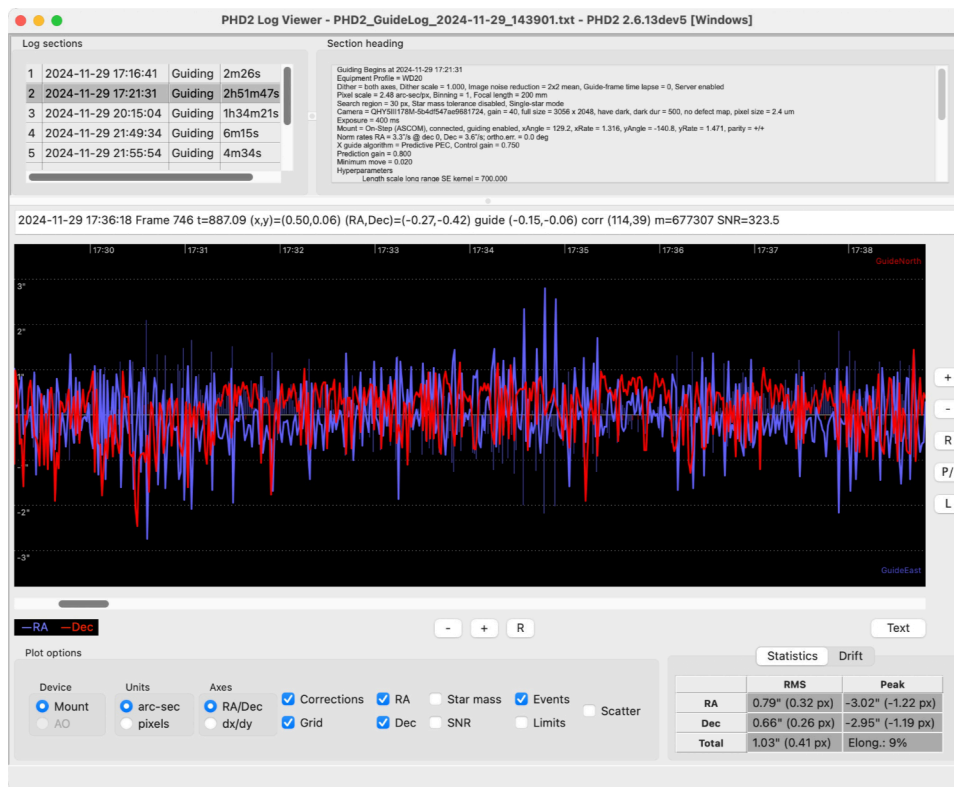 PHD2 Log Viewer - PHD2_GuideLog_2024-11-29_143901.txt - PHD2 2.6.13dev5 [Windows]
Log sections
Section heading
1 2024-11-29 17:16:41 Guiding 2m26s
2 2024-11-29 17:21:31 Guiding 2h51m47s
3 2024-11-29 20:15:04 Guiding 1h34m21s
4 2024-11-29 21:49:34 Guiding 6m15s
5 2024-11-29 21:55:54 Guiding 4m34s
Guiding Begins at 2024-11-29 17:21:31
Equipment Profile = WD20
Dither = both axes, Dither scale = 1.000, Image noise reduction = 2x2 mean, Guide-frame time lapse = 0, Server enabled
Pixel scale = 2.48 arc-sec/px, Binning = 1, Focal length = 200 mm
Search region = 30 px, Star mass tolerance disabled, Single-star mode
Camera = QHY5III178M-5b4df547ae9681724, gain = 40, full size = 3056 x 2048, have dark, dark dur = 500, no defect map, pixel size = 2.4 um
Exposure = 400 ms
Mount = On-Step (ASCOM), connected, guiding enabled, xAngle = 129.2, xRate = 1.316, yAngle = -140.8, yRate = 1.471, parity = +/+
Norm rates RA = 3.3"/s @ dec 0, Dec = 3.6"/s; ortho.err. = 0.0 deg
X guide algorithm = Predictive PEC, Control gain = 0.750
Prediction gain = 0.800
Minimum move = 0.020
Hyperparameters
Length scale long range SE kernel = 700.000
2024-11-29 17:36:18 Frame 746 t=887.09 (x,y)=(0.50,0.06) (RA,Dec)=(-0.27,-0.42) guide (-0.15,-0.06) corr (114,39) m=677307 SNR=323.5
17:30 17:31 17:32 17:33 17:34 17:35 17:36 17:37 17:38
GuideNorth
3"
2"
1"
-2"
-3"
GuideEast
+
-
R
P/
L
RA Dec
- + R
Text
Plot options
Statistics Drift
Device Units Axes
Mount arc-sec RA/Dec Corrections RA Star mass Events Scatter
AO pixels dx/dy Grid Dec SNR Limits
RMS Peak
RA 0.79" (0.32 px) -3.02" (-1.22 px)
Dec 0.66" (0.26 px) -2.95" (-1.19 px)
Total 1.03" (0.41 px) Elong.: 9%